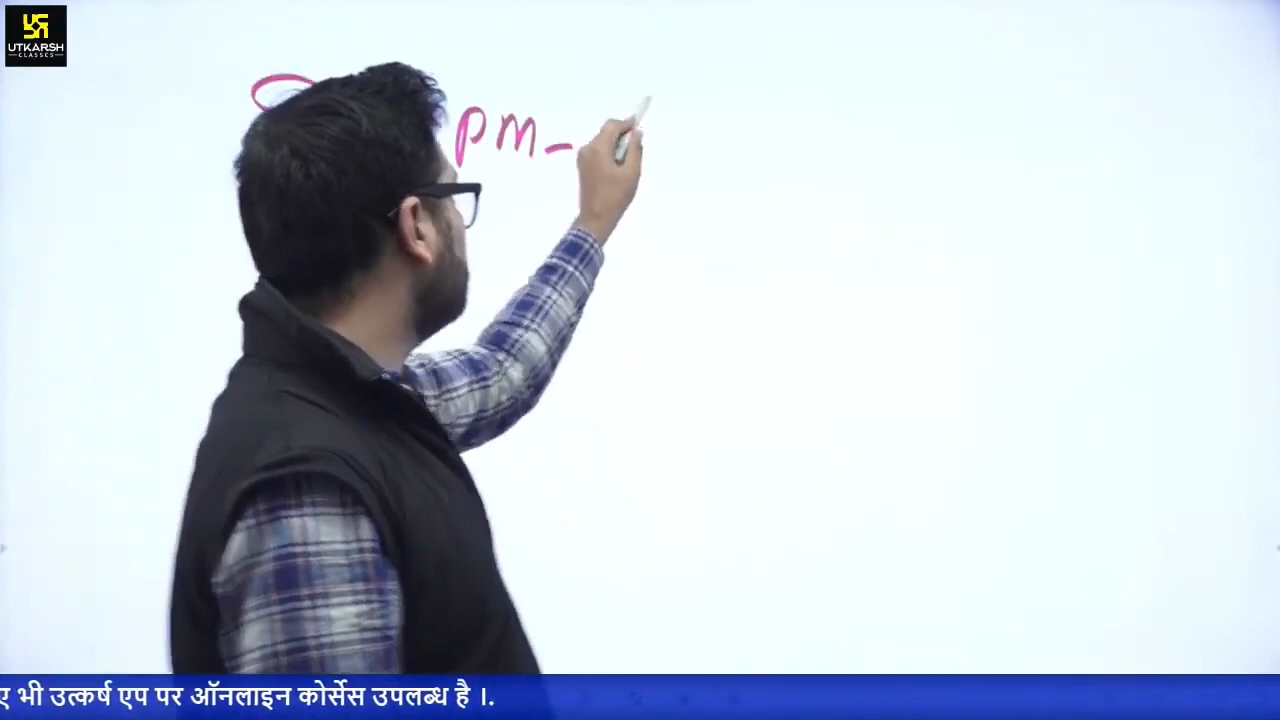 UTKARSH
CLASSES
PM-
ए भी उत्कर्ष एप पर ऑनलाइन कोर्सेस उपलब्ध है ।.